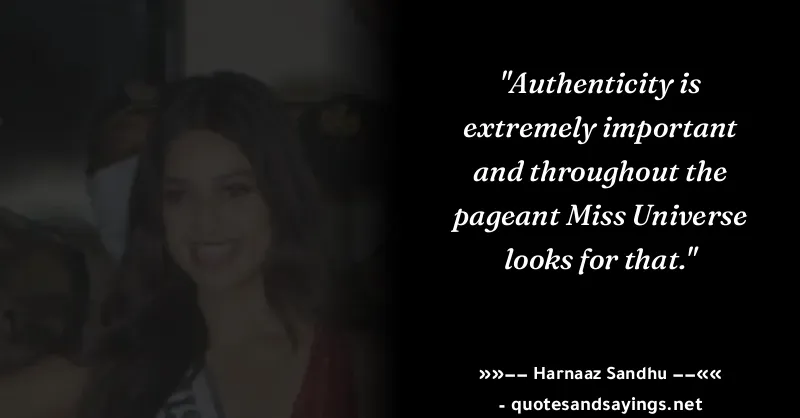 "Authenticity is
extremely important
and throughout the
pageant Miss Universe
looks for that."
»»–– Harnaaz Sandhu ––««
- quotesandsayings.net